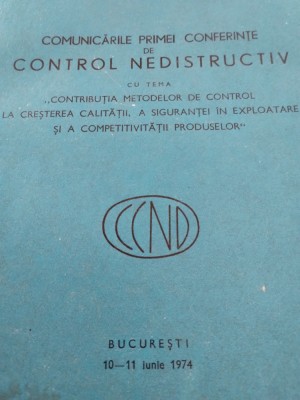 COMUNICĂRILE PRIMEI CONFERINȚE
DE
CONTROL NEDISTRUCTIV
CU TEMA
„CONTRIBUȚIA METODELOR DE CONTROL
LA CREȘTEREA CALITĂȚII, A SIGURANȚEI ÎN EXPLOATARE
ȘI A COMPETITIVITĂȚII PRODUSELOR"
CCND
BUCUREȘTI
10—11 iunie 1974